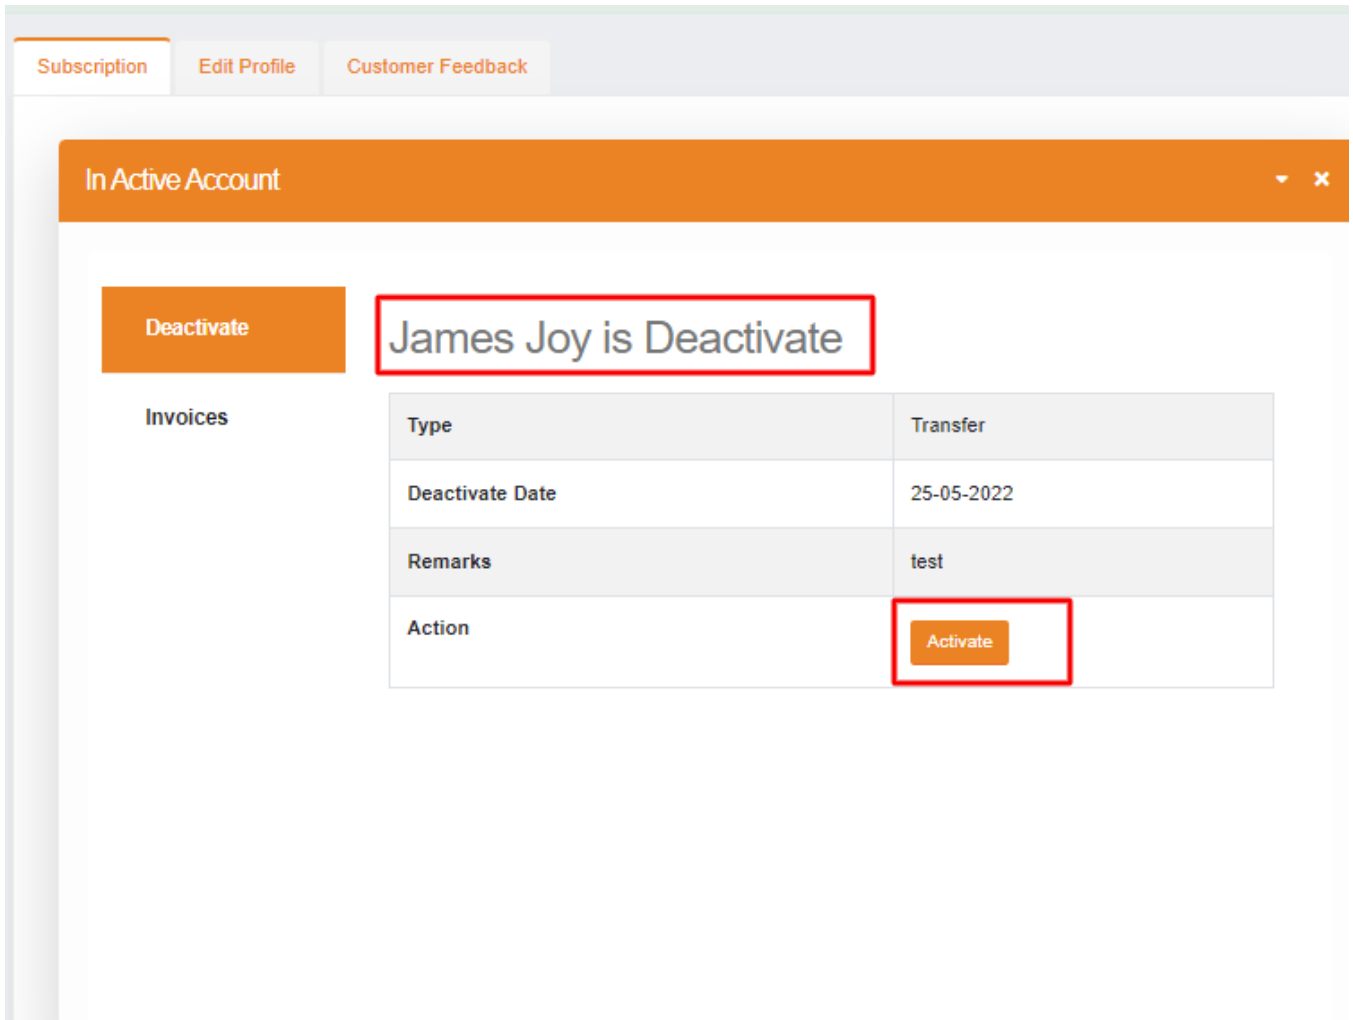 Subscription Edit Profile Customer Feedback
In Active Account
Deactivate
Invoices
James Joy is Deactivate
Type Transfer
Deactivate Date 25-05-2022
Remarks test
Action Activate